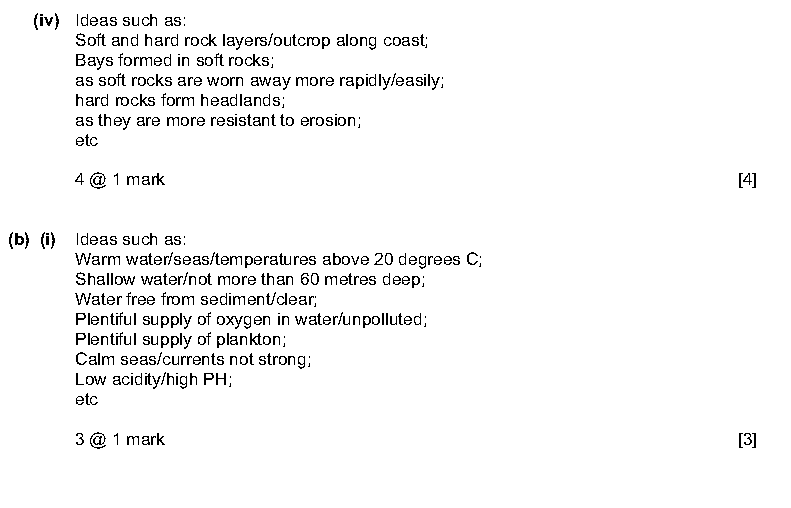 (iv) Ideas such as:
Soft and hard rock layers/outcrop along coast;
Bays formed in soft rocks;
as soft rocks are worn away more rapidly/easily;
hard rocks form headlands;
as they are more resistant to erosion;
etc
4 @ 1 mark [4]
(b) (i) Ideas such as:
Warm water/seas/temperatures above 20 degrees C;
Shallow water/not more than 60 metres deep;
Water free from sediment/clear;
Plentiful supply of oxygen in water/unpolluted;
Plentiful supply of plankton;
Calm seas/currents not strong;
Low acidity/high PH;
etc
3 @ 1 mark [3]